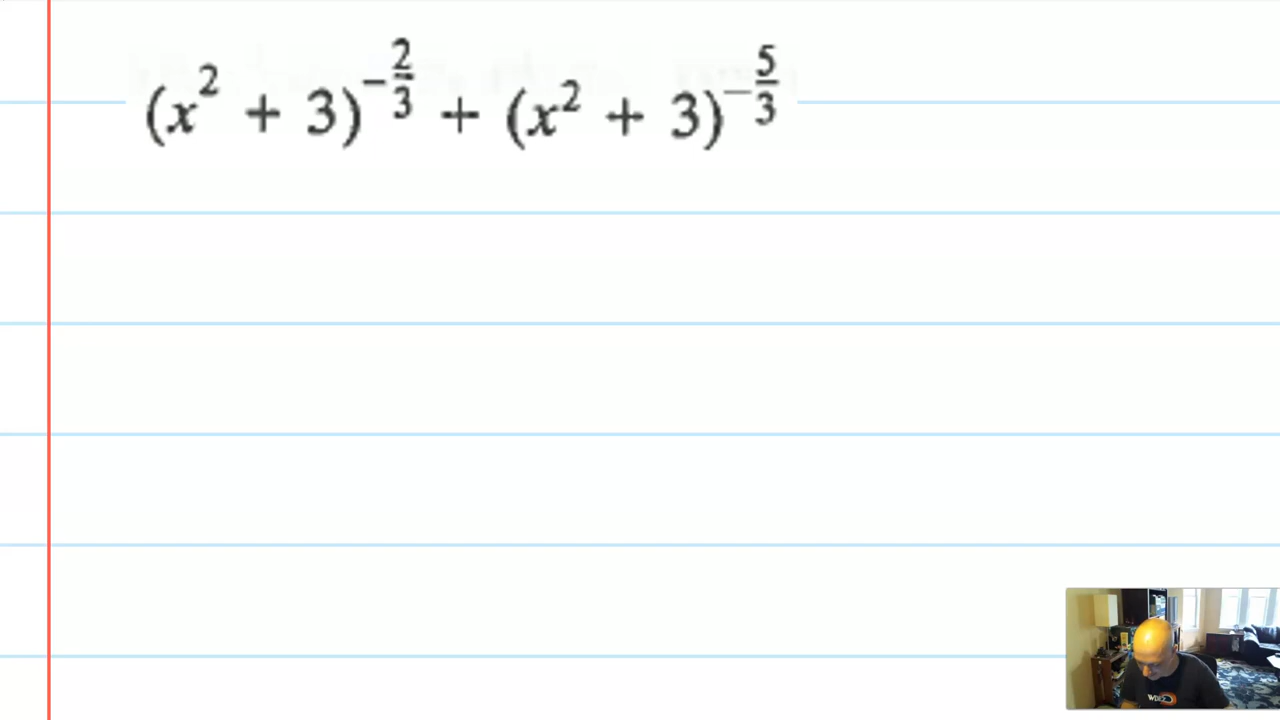 (x² + 3)^{-2/3} + (x² + 3)^{-5/3}